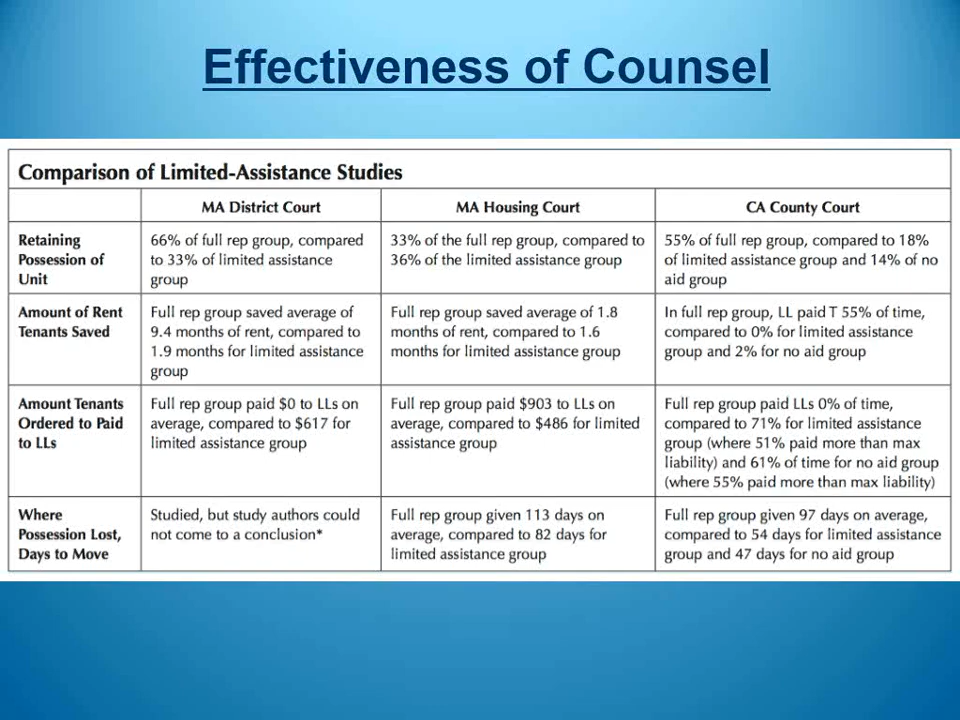 Effectiveness of Counsel
Comparison of Limited-Assistance Studies
MA District Court
MA Housing Court
CA County Court
Retaining
Possession of
Unit
66% of full rep group, compared
to 33% of limited assistance
group
33% of the full rep group, compared to
36% of the limited assistance group
55% of full rep group, compared to 18%
of limited assistance group and 14% of no
aid group
Amount of Rent
Tenants Saved
Full rep group saved average of
9.4 months of rent, compared to
1.9 months for limited assistance
group
Full rep group saved average of 1.8
months of rent, compared to 1.6
months for limited assistance group
In full rep group, LL paid T 55% of time,
compared to 0% for limited assistance
group and 2% for no aid group
Amount Tenants
Ordered to Paid
to LLs
Full rep group paid $0 to LLs on
average, compared to $617 for
limited assistance group
Full rep group paid $903 to LLs on
average, compared to $486 for limited
assistance group
Full rep group paid LLs 0% of time,
compared to 71% for limited assistance
group (where 51% paid more than max
liability) and 61% of time for no aid group
(where 55% paid more than max liability)
Where
Possession Lost,
Days to Move
Studied, but study authors could
not come to a conclusion*
Full rep group given 113 days on
average, compared to 82 days for
limited assistance group
Full rep group given 97 days on average,
compared to 54 days for limited assistance
group and 47 days for no aid group